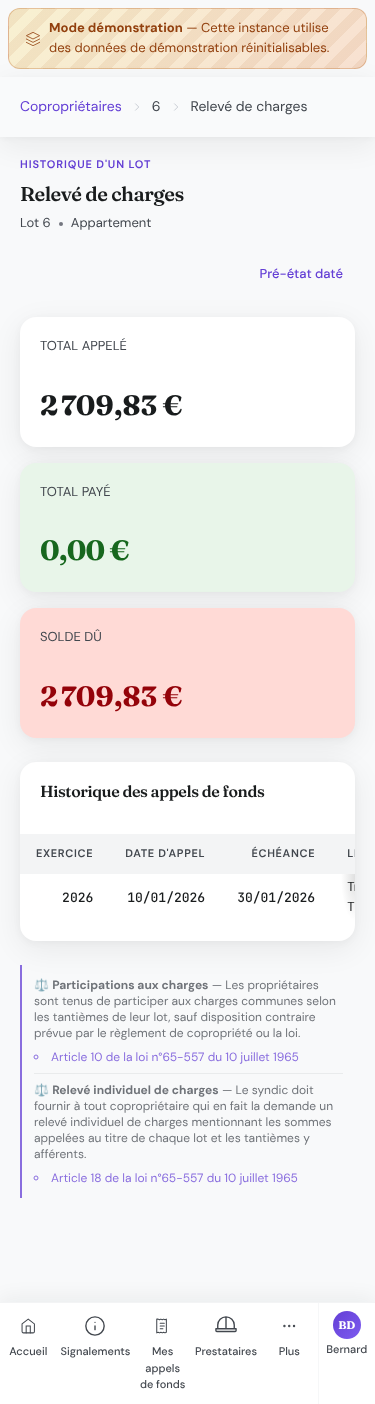 Mode démonstration — Cette instance utilise
des données de démonstration réinitialisables.
Copropriétaires > 6 > Relevé de charges
HISTORIQUE D'UN LOT
Relevé de charges
Lot 6 • Appartement
Pré-état daté
TOTAL APPELÉ
2 709,83 €
TOTAL PAYÉ
0,00 €
SOLDE DÛ
2 709,83 €
Historique des appels de fonds
EXERCICE DATE D'APPEL ÉCHÉANCE
2026 10/01/2026 30/01/2026
⚖️ Participations aux charges — Les propriétaires
sont tenus de participer aux charges communes selon
les tantièmes de leur lot, sauf disposition contraire
prévue par le règlement de copropriété ou la loi.
Article 10 de la loi n°65-557 du 10 juillet 1965
⚖️ Relevé individuel de charges — Le syndic doit
fournir à tout copropriétaire qui en fait la demande un
relevé individuel de charges mentionnant les sommes
appelées au titre de chaque lot et les tantièmes y
afférents.
Article 18 de la loi n°65-557 du 10 juillet 1965
Accueil
Signalements
Mes
appels
de fonds
Prestataires
Plus
BD
Bernard